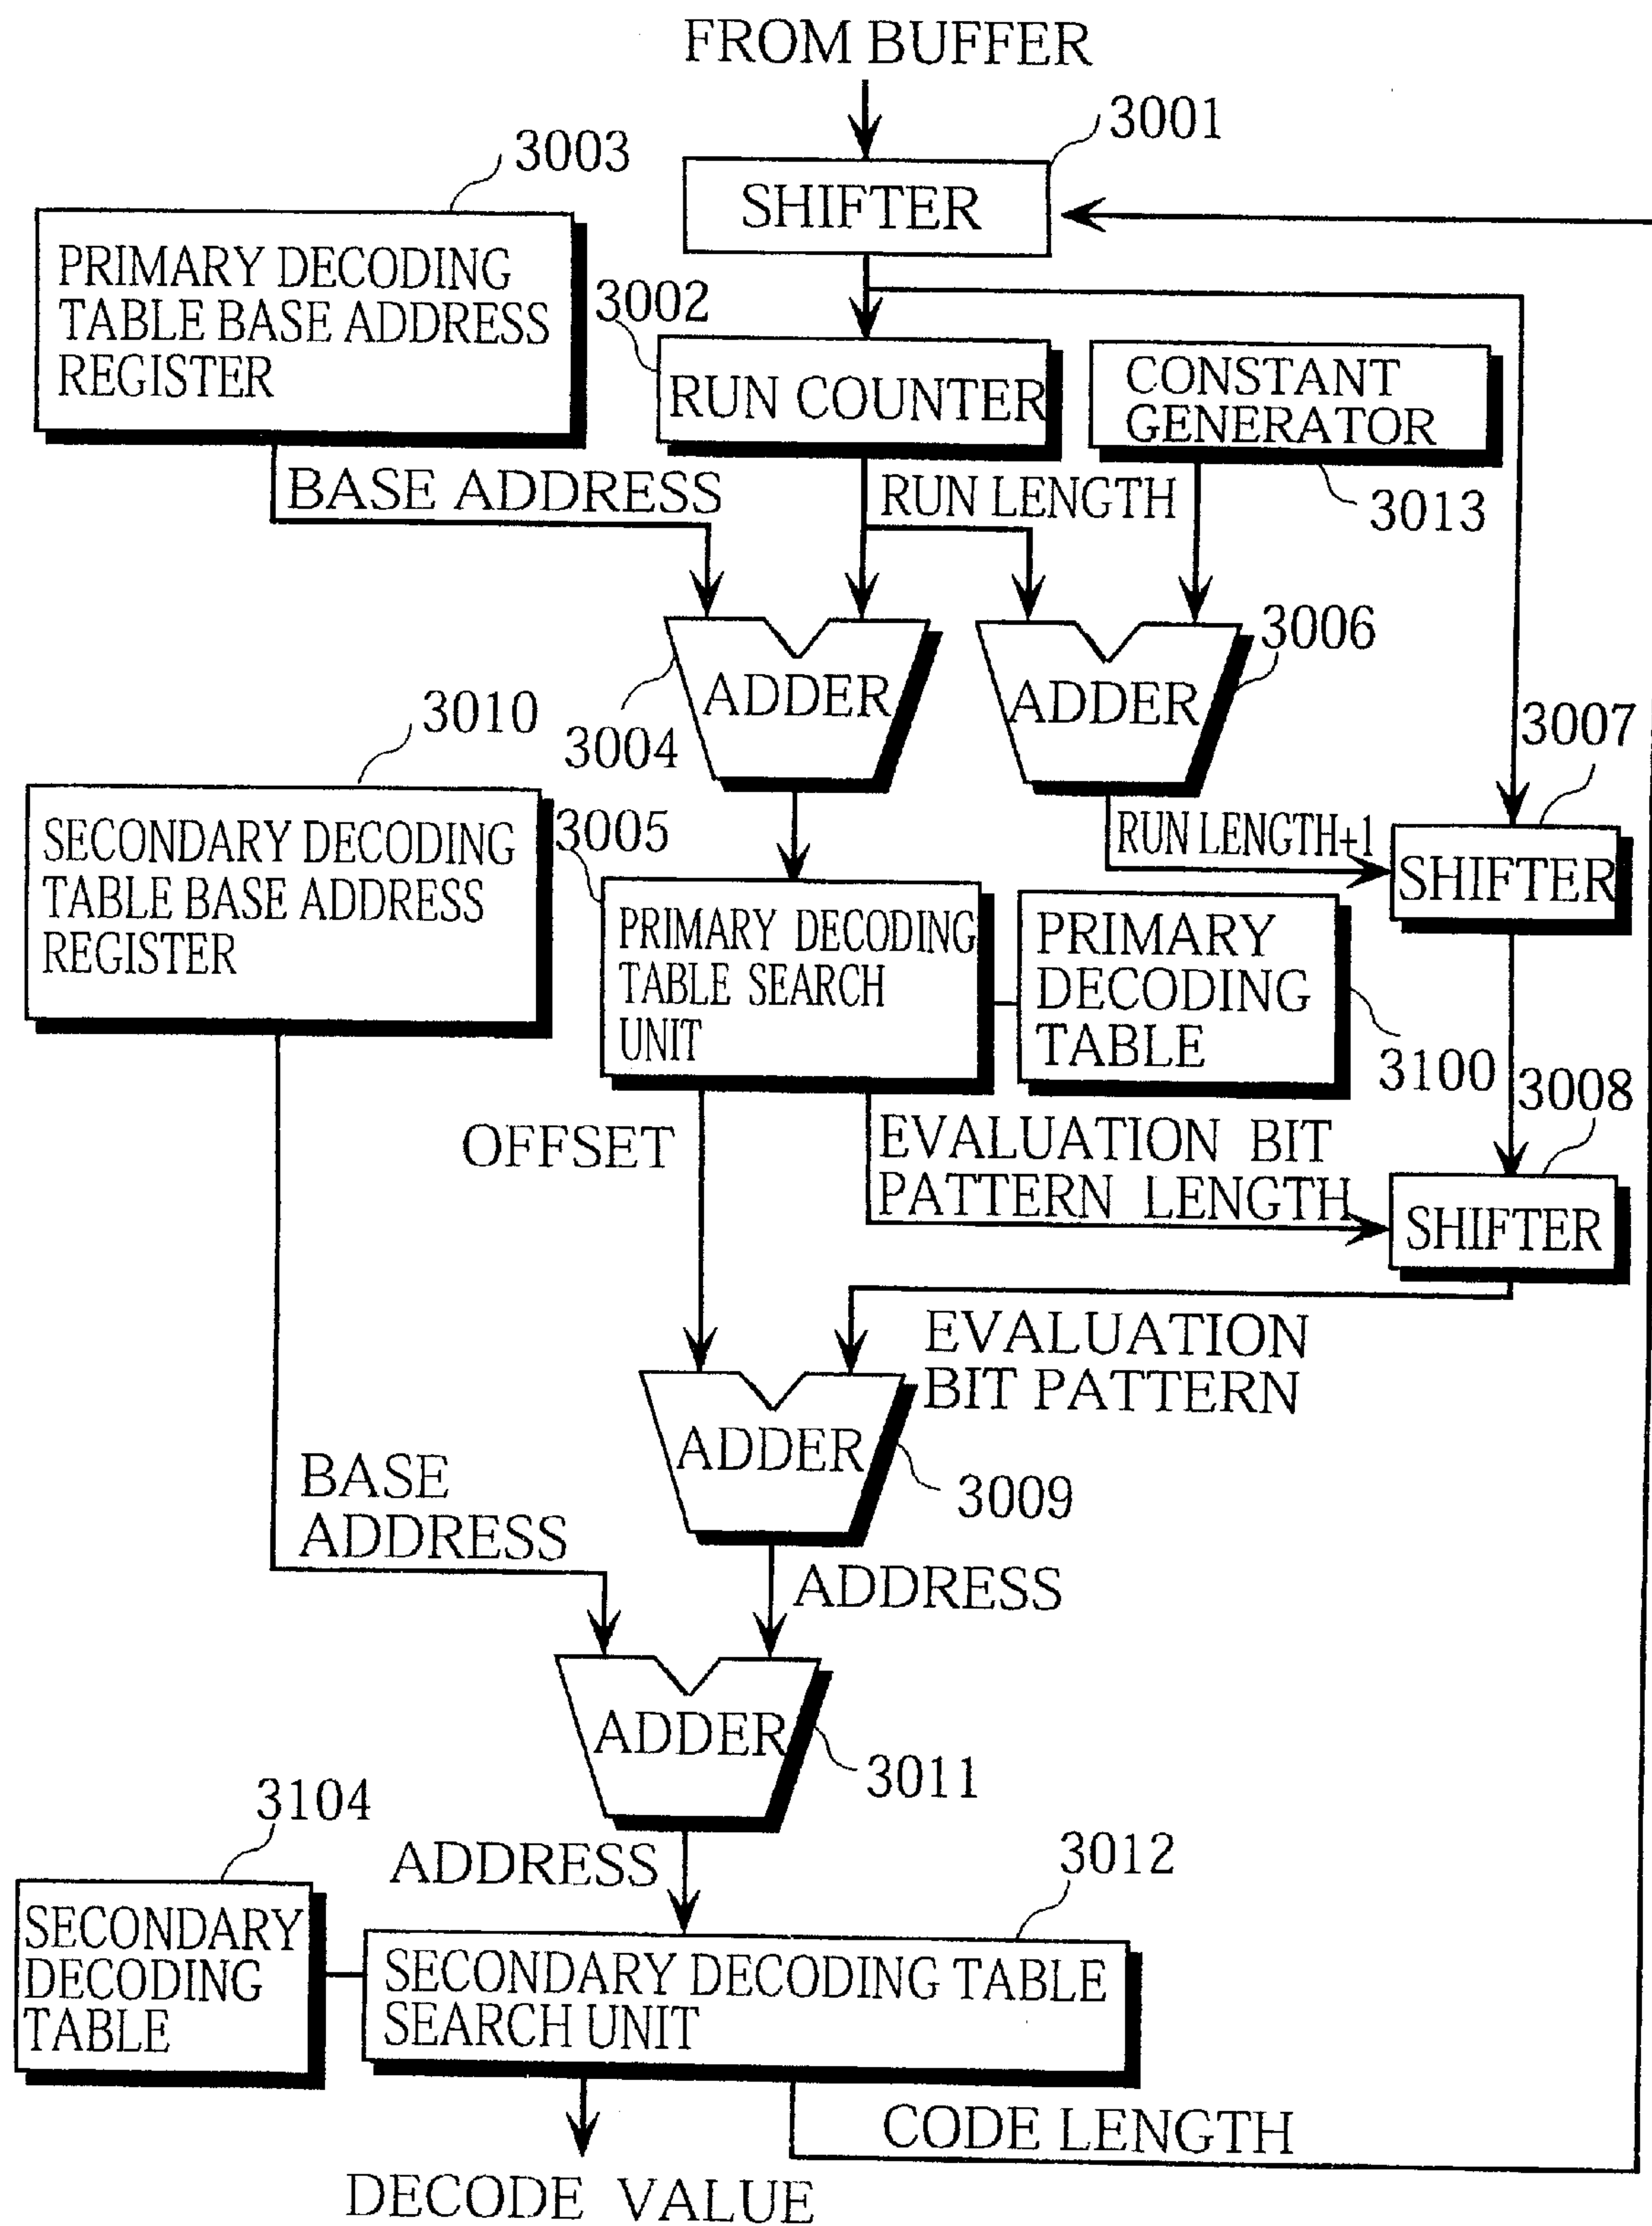 FROM BUFFER
3001
SHIFTER
3003
PRIMARY DECODING
TABLE BASE ADDRESS
REGISTER
3002
RUN COUNTER
CONSTANT
GENERATOR
3013
BASE ADDRESS
RUN LENGTH
ADDER
3004
ADDER
3006
3007
3010
SECONDARY DECODING
TABLE BASE ADDRESS
REGISTER
3005
RUN LENGTH+1
SHIFTER
PRIMARY DECODING
TABLE SEARCH
UNIT
PRIMARY
DECODING
TABLE
3100
3008
OFFSET
EVALUATION BIT
PATTERN LENGTH
SHIFTER
EVALUATION
BIT PATTERN
ADDER
3009
BASE
ADDRESS
ADDRESS
ADDER
3011
3104
ADDRESS
3012
SECONDARY
DECODING
TABLE
SECONDARY DECODING TABLE
SEARCH UNIT
CODE LENGTH
DECODE VALUE